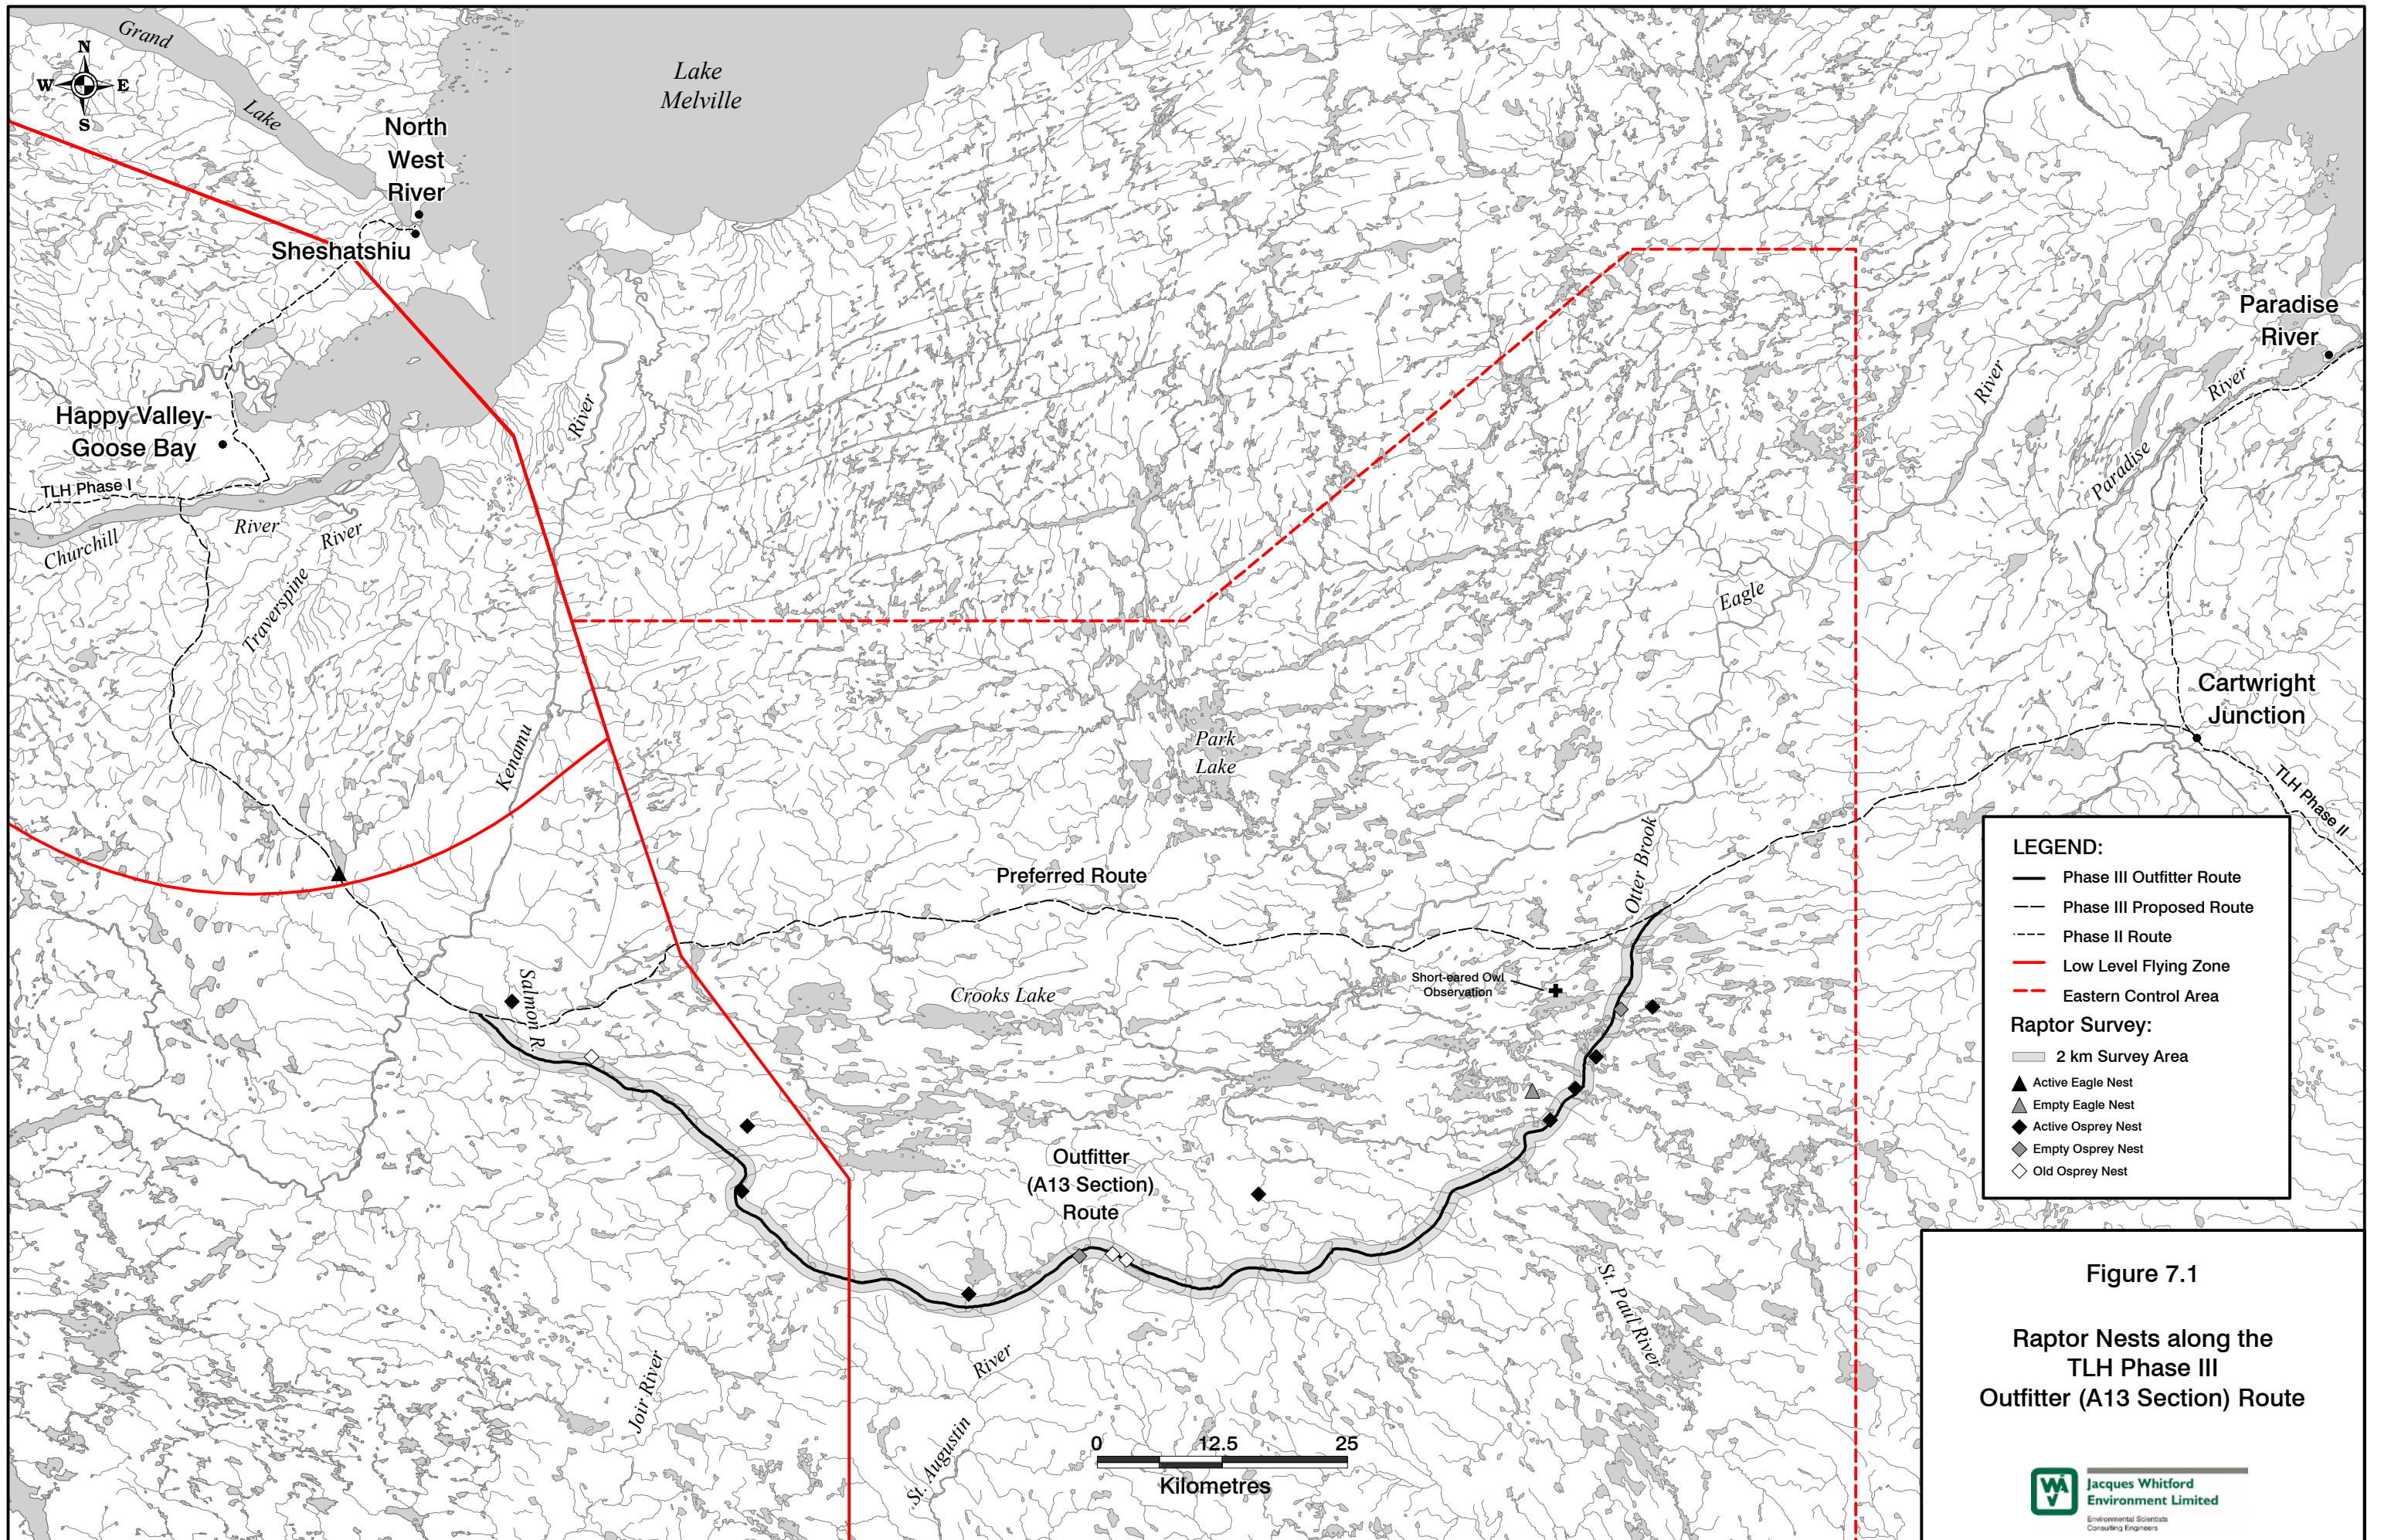 Grand
Lake
N
W
E
S
Lake
Melville
North
West
River
Sheshatshiu
Happy Valley-
Goose Bay
TLH Phase I
Churchill
River
Traverspine
River
Kenamu
River
Paradise
River
River
Paradise
River
Eagle
Cartwright
Junction
TLH Phase II
Park
Lake
Preferred Route
Otter Brook
Salmon R.
Crooks Lake
Short-eared Owl
Observation
Outfitter
(A13 Section)
Route
St. Paul River
Joir River
River
St. Augustin
0 12.5 25
Kilometres
LEGEND:
Phase III Outfitter Route
Phase III Proposed Route
Phase II Route
Low Level Flying Zone
Eastern Control Area
Raptor Survey:
2 km Survey Area
Active Eagle Nest
Empty Eagle Nest
Active Osprey Nest
Empty Osprey Nest
Old Osprey Nest
Figure 7.1
Raptor Nests along the
TLH Phase III
Outfitter (A13 Section) Route
Jacques Whitford
Environment Limited
Environmental Scientists
Consulting Engineers